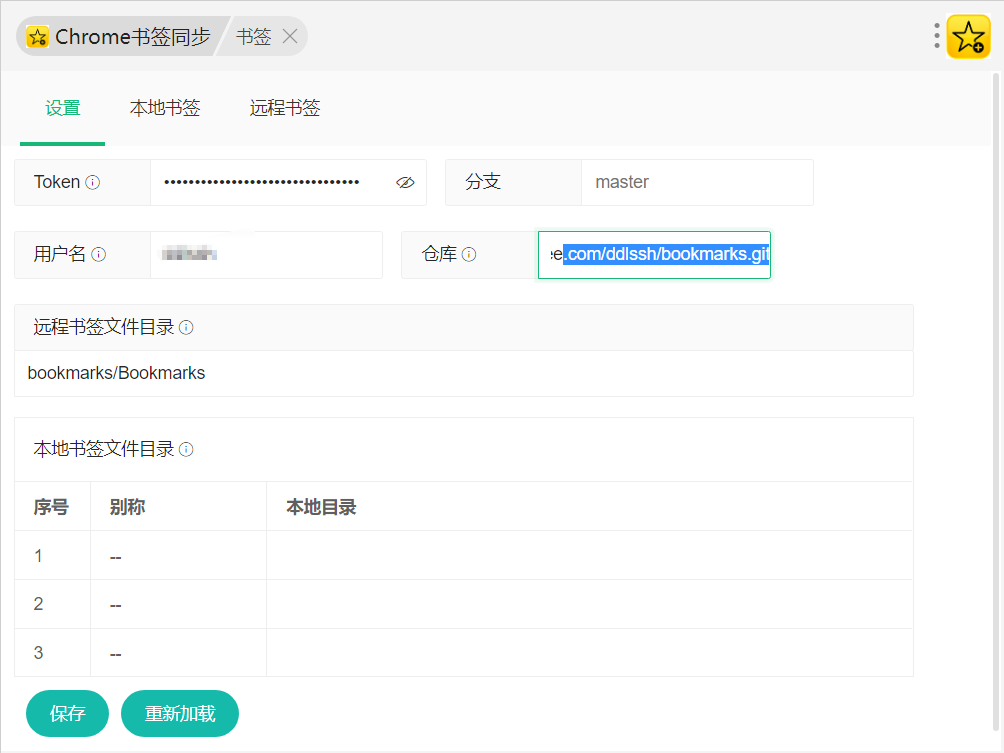 Chrome书签同步 书签
设置 本地书签 远程书签
Token ••••••••••••••••••••••••••••••••
分支 master
用户名
仓库 ee.com/ddlssh/bookmarks.git
远程书签文件目录
bookmarks/Bookmarks
本地书签文件目录
序号 别称 本地目录
1 --
2 --
3 --
保存 重新加载